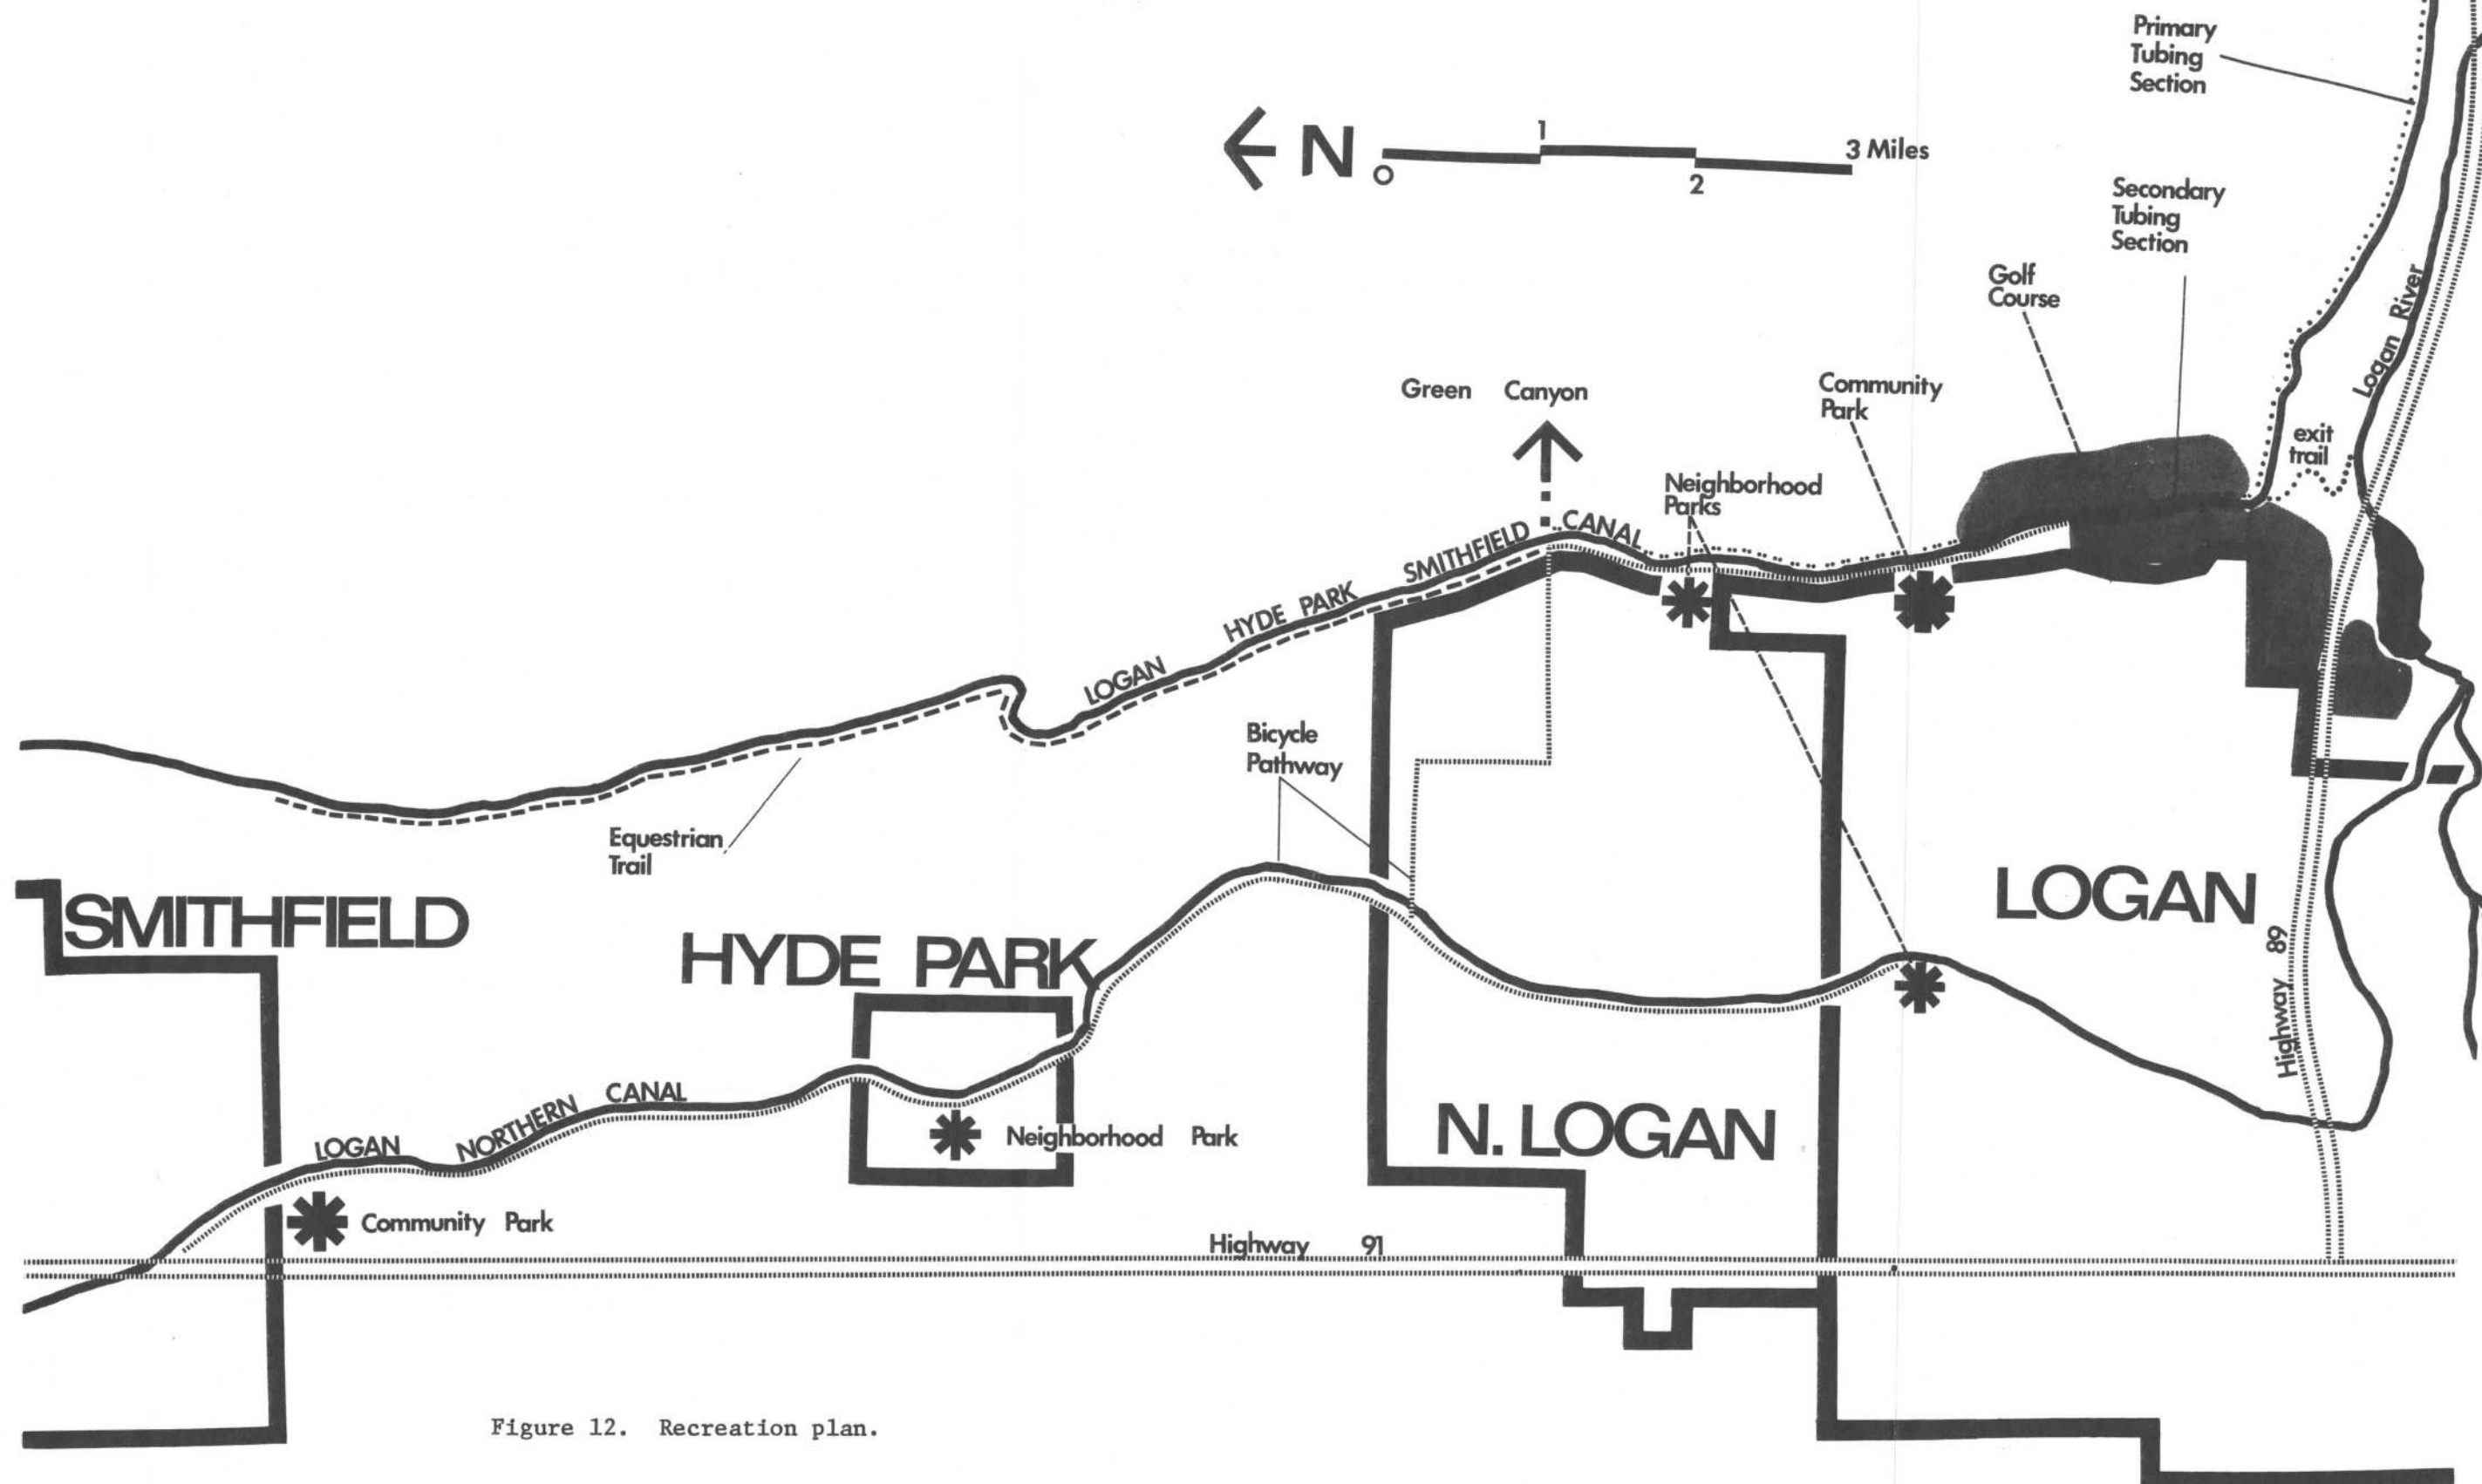 Primary
Tubing
Section
N
0
1
2
3 Miles
Secondary
Tubing
Section
Golf
Course
Logan River
Green Canyon
Community
Park
exit
trail
Neighborhood
Parks
LOGAN HYDE PARK SMITHFIELD CANAL
Bicycle
Pathway
Equestrian
Trail
SMITHFIELD
HYDE PARK
LOGAN
Highway 89
LOGAN NORTHERN CANAL
Neighborhood Park
N. LOGAN
Community Park
Highway 91
Figure 12. Recreation plan.